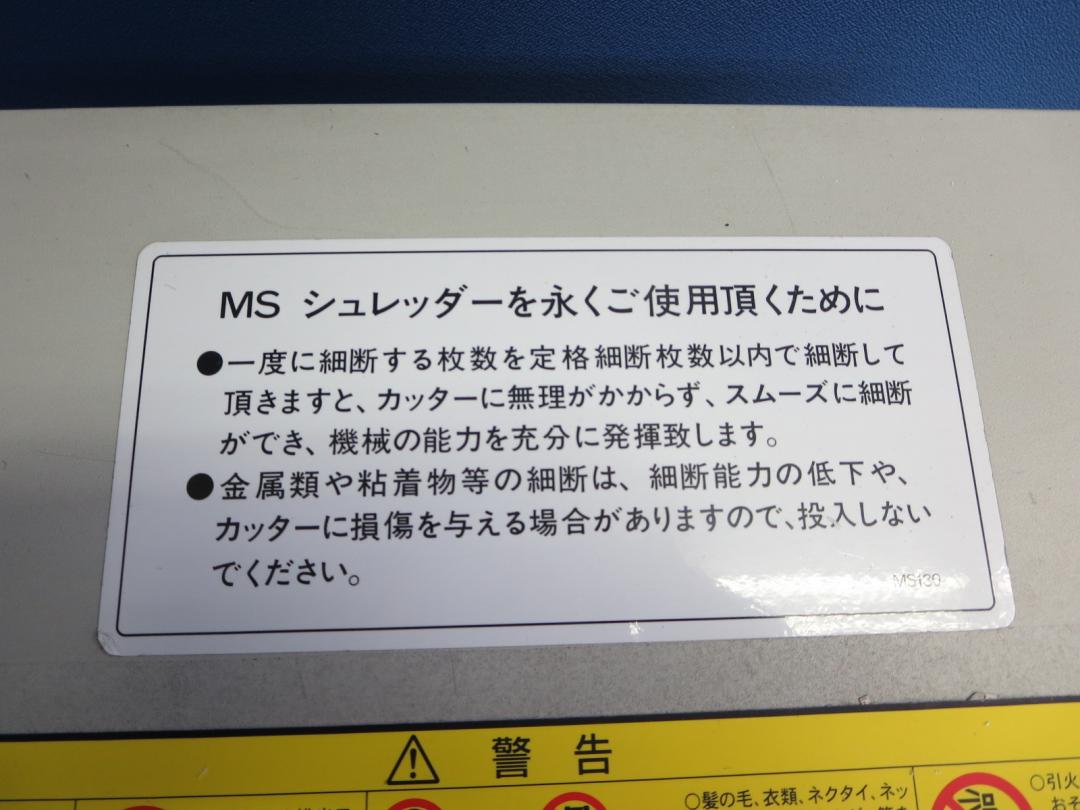 MS シュレッダーを永くご使用頂くために
●一度に細断する枚数を定格細断枚数以内で細断して
頂きますと、カッターに無理がかからず、スムーズに細断
ができ、機械の能力を充分に発揮致します。
●金属類や粘着物等の細断は、細断能力の低下や、
カッターに損傷を与える場合がありますので、投入しない
でください。
MS130
警告
○髪の毛、衣類、ネクタイ、ネッ
○引火